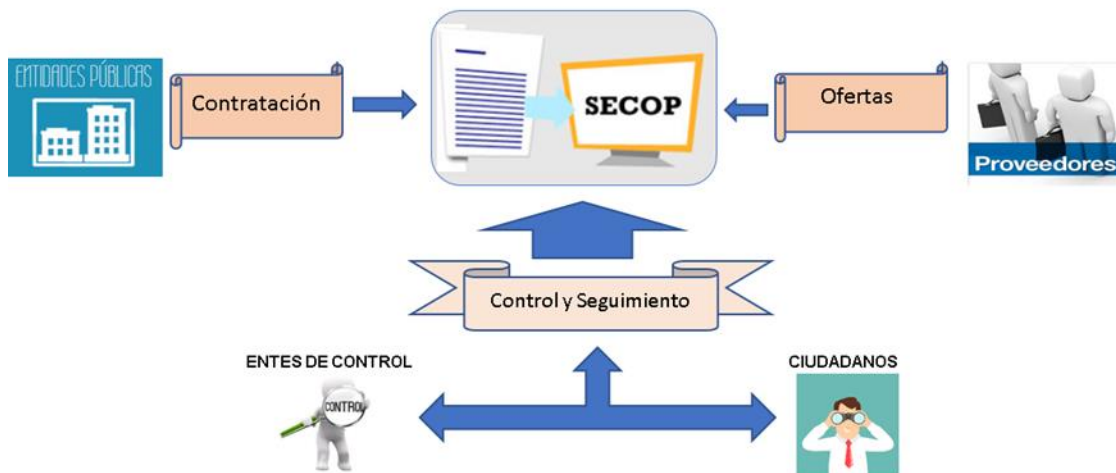 ENTIDADES PÚBLICAS
Contratación
SECOP
Ofertas
Proveedores
Control y Seguimiento
ENTES DE CONTROL
CONTROL
CIUDADANOS